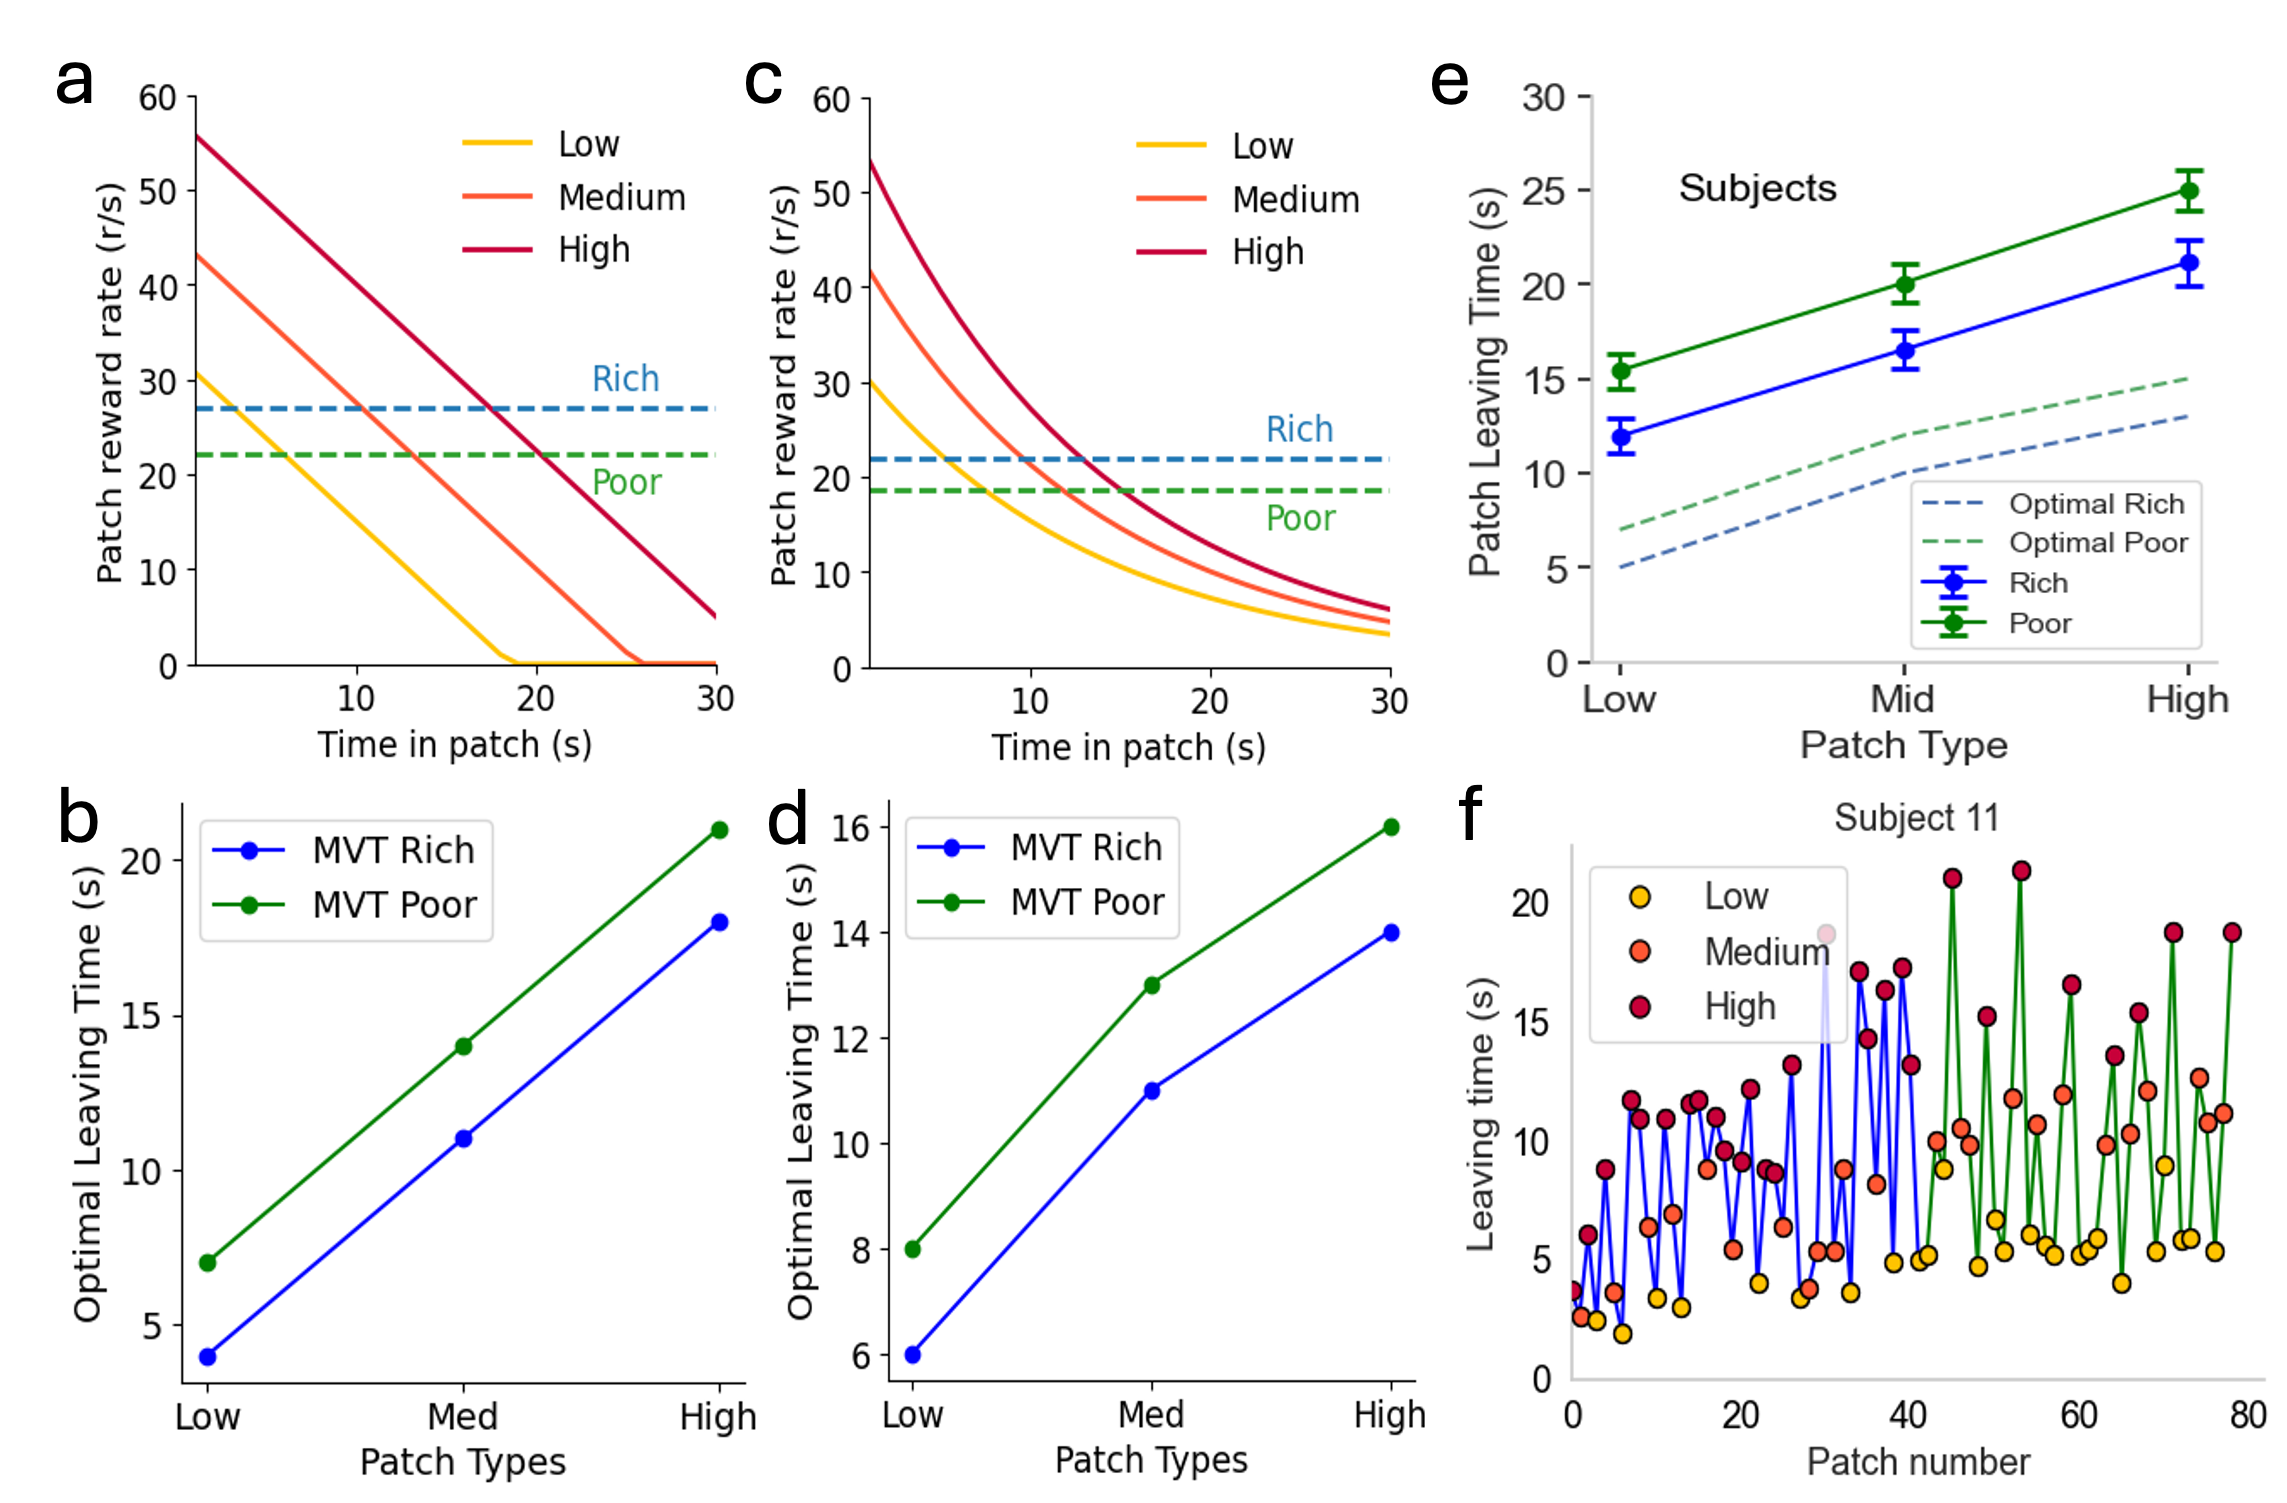 a
60
50
40
30
20
10
0
10
20
30
Patch reward rate (r/s)
Time in patch (s)
Low
Medium
High
Rich
Poor
c
60
50
40
30
20
10
0
10
20
30
Patch reward rate (r/s)
Time in patch (s)
Low
Medium
High
Rich
Poor
e
30
25
20
15
10
5
0
Patch Leaving Time (s)
Subjects
Optimal Rich
Optimal Poor
Rich
Poor
Low
Mid
High
Patch Type
b
20
15
10
5
Optimal Leaving Time (s)
MVT Rich
MVT Poor
Low
Med
High
Patch Types
d
16
14
12
10
8
6
Optimal Leaving Time (s)
MVT Rich
MVT Poor
Low
Med
High
Patch Types
f
Subject 11
20
15
10
5
0
Leaving time (s)
Low
Medium
High
0
20
40
60
80
Patch number